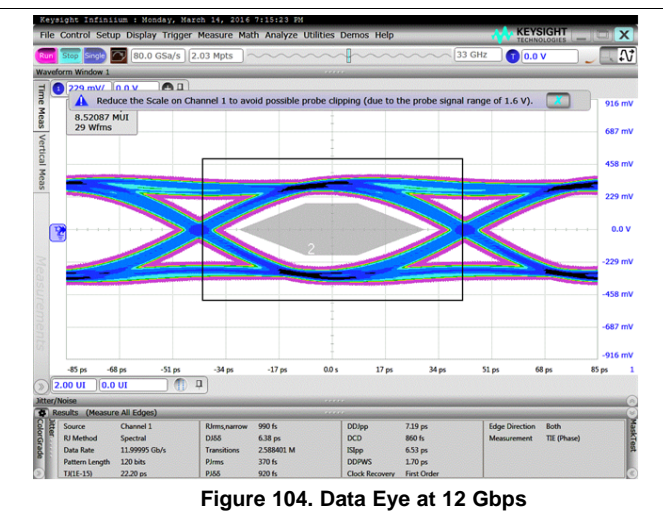 Keysight Infiniium : Monday, March 14, 2016 7:15:23 PM
File Control Setup Display Trigger Measure Math Analyze Utilities Demos Help
KEYSIGHT
TECHNOLOGIES
Run Stop Single 80.0 GSa/s 2.03 Mpts 33 GHz T 0.0 V
Waveform Window 1
1 229 mV/ 0.0 V
Reduce the Scale on Channel 1 to avoid possible probe clipping (due to the probe signal range of 1.6 V).
8.52087 MUI
29 Wfms
Time Meas
Vertical Meas
Measurements
916 mV
687 mV
458 mV
229 mV
0.0 V
-229 mV
-458 mV
-687 mV
-916 mV
2
-85 ps -68 ps -51 ps -34 ps -17 ps 0.0 s 17 ps 34 ps 51 ps 68 ps 85 ps 1
2.00 UI 0.0 UI
Jitter/Noise
Results (Measure All Edges)
ColorGrade
Jitter
MaskTest
Source Channel 1 RJrms,narrow 990 fs DDJpp 7.19 ps Edge Direction Both
RJ Method Spectral DJδδ 6.38 ps DCD 860 fs Measurement TIE (Phase)
Data Rate 11.99995 Gb/s Transitions 2.588401 M ISIpp 6.53 ps
Pattern Length 120 bits PJrms 370 fs DDPWS 1.70 ps
TJ(1E-15) 22.20 ps PJδδ 920 fs Clock Recovery First Order
Figure 104. Data Eye at 12 Gbps